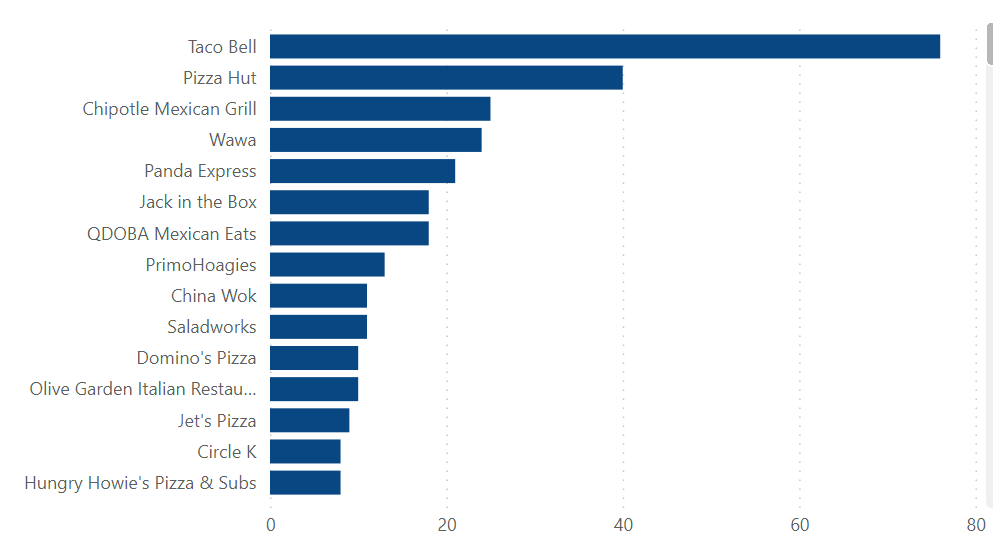 Taco Bell
Pizza Hut
Chipotle Mexican Grill
Wawa
Panda Express
Jack in the Box
QDOBA Mexican Eats
PrimoHoagies
China Wok
Saladworks
Domino's Pizza
Olive Garden Italian Restau...
Jet's Pizza
Circle K
Hungry Howie's Pizza & Subs
0 20 40 60 80